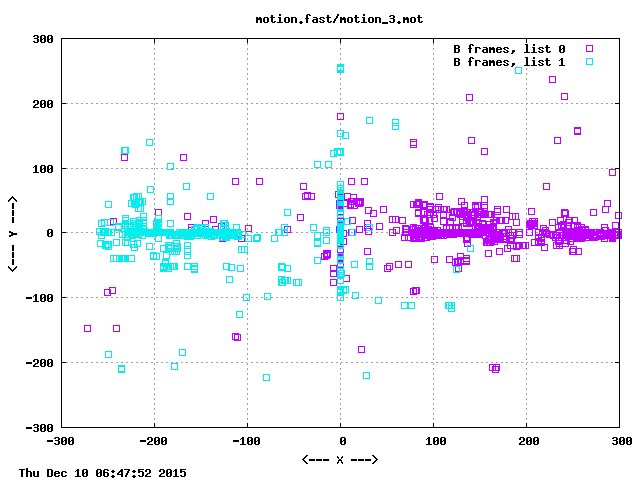 motion.fast/motion_3.mot
B frames, list 0
B frames, list 1
300
200
100
0
-100
-200
-300
<--- Y --->
-300 -200 -100 0 100 200 300
<--- X --->
Thu Dec 10 06:47:52 2015